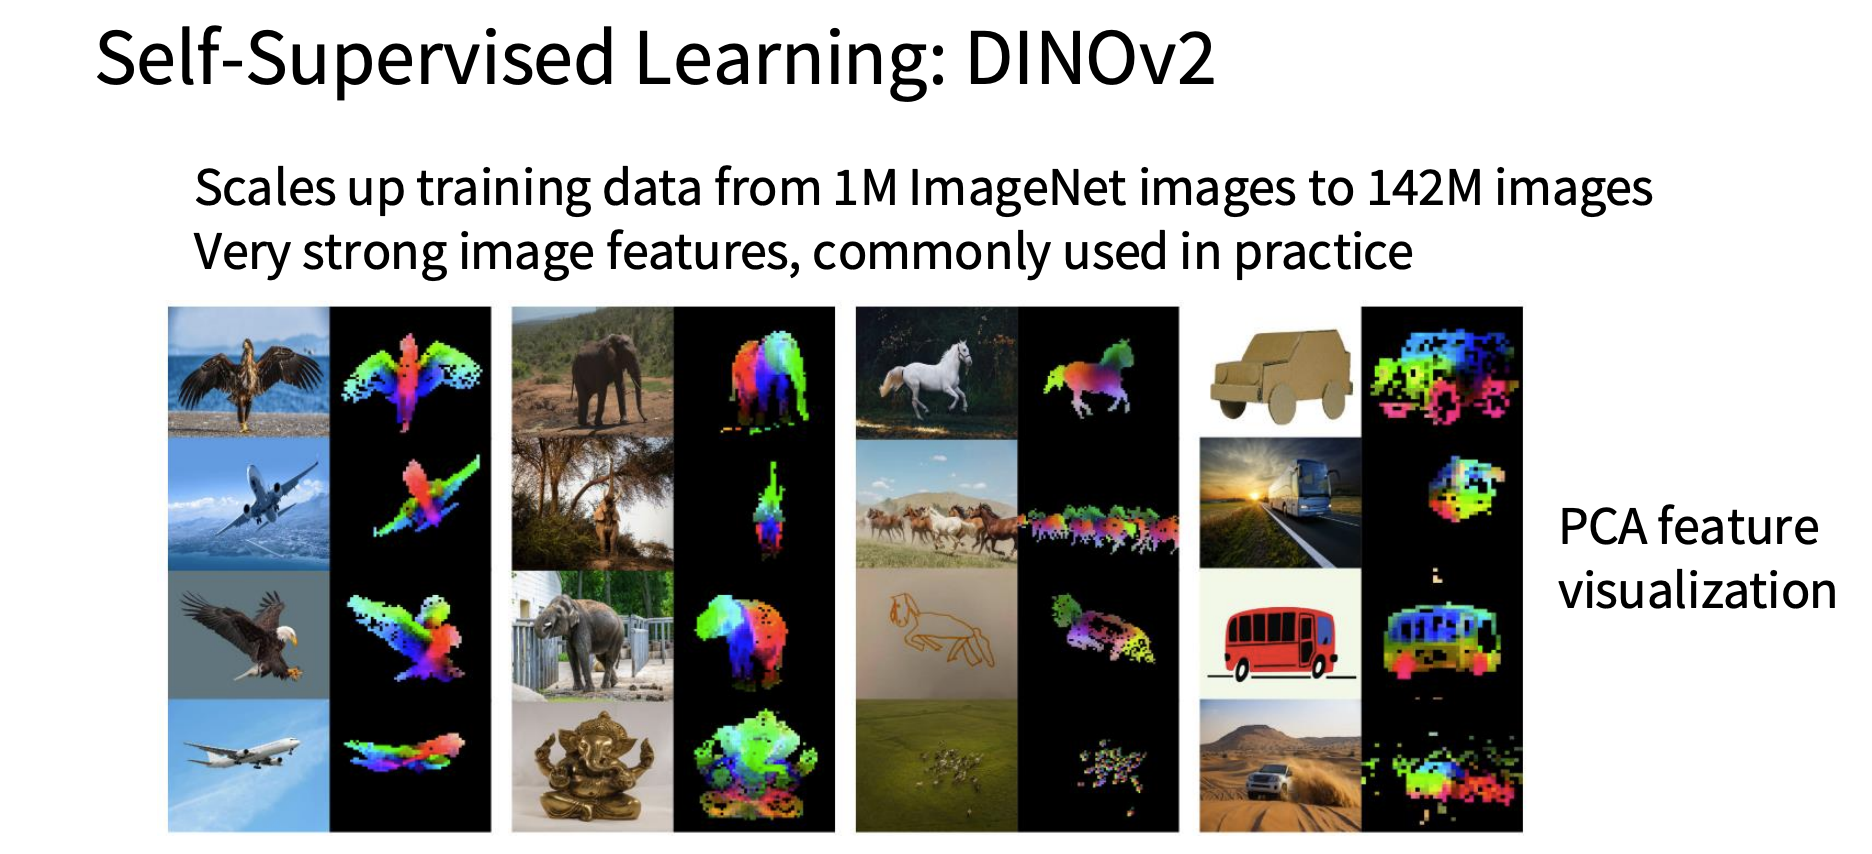 Self-Supervised Learning: DINOv2
Scales up training data from 1M ImageNet images to 142M images
Very strong image features, commonly used in practice
PCA feature
visualization